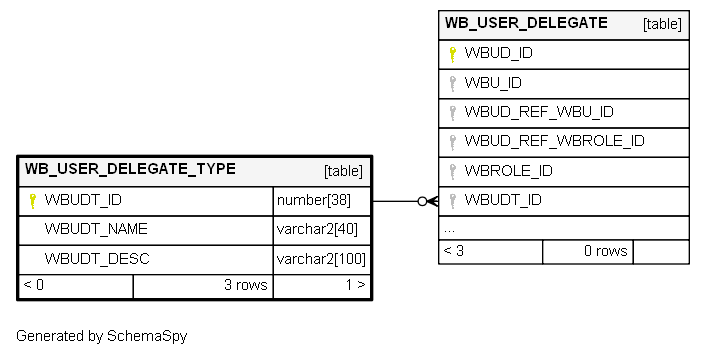 WB_USER_DELEGATE [table]
WBUD_ID
WBU_ID
WBUD_REF_WBU_ID
WBUD_REF_WBROLE_ID
WBROLE_ID
WBUDT_ID
...
< 3 0 rows
WB_USER_DELEGATE_TYPE [table]
WBUDT_ID number[38]
WBUDT_NAME varchar2[40]
WBUDT_DESC varchar2[100]
< 0 3 rows 1 >
Generated by SchemaSpy